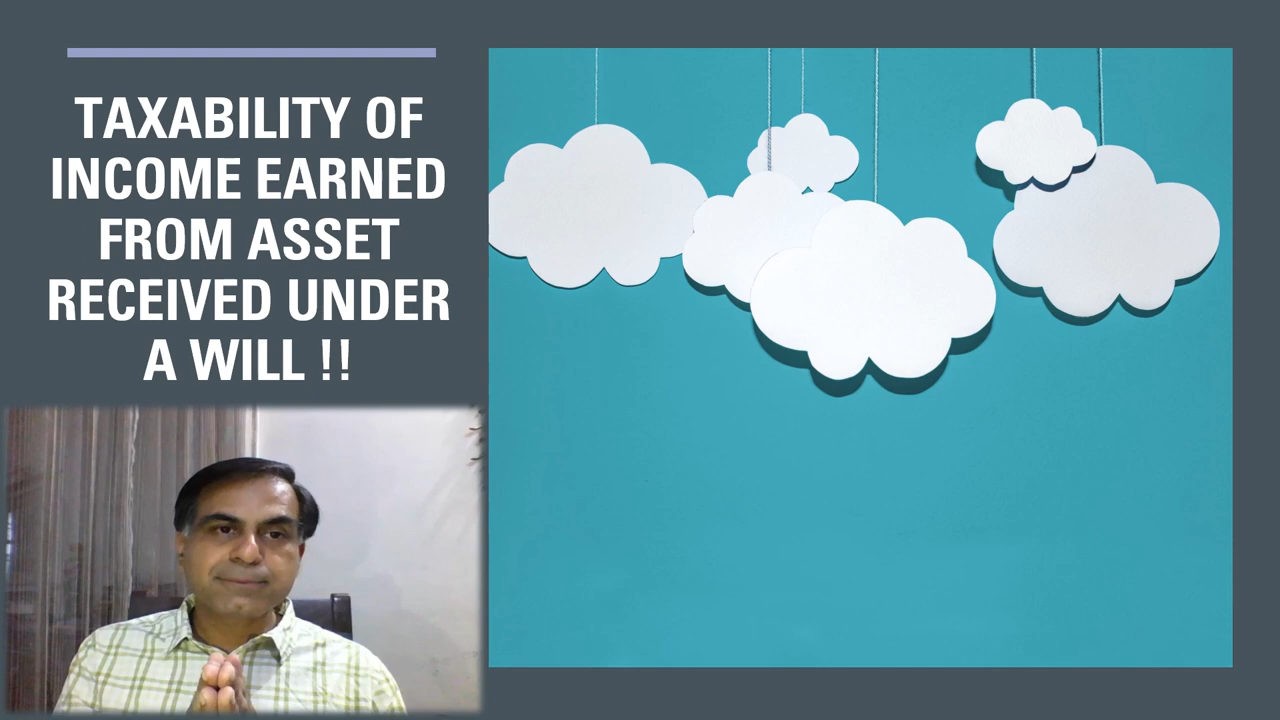 TAXABILITY OF
INCOME EARNED
FROM ASSET
RECEIVED UNDER
A WILL !!